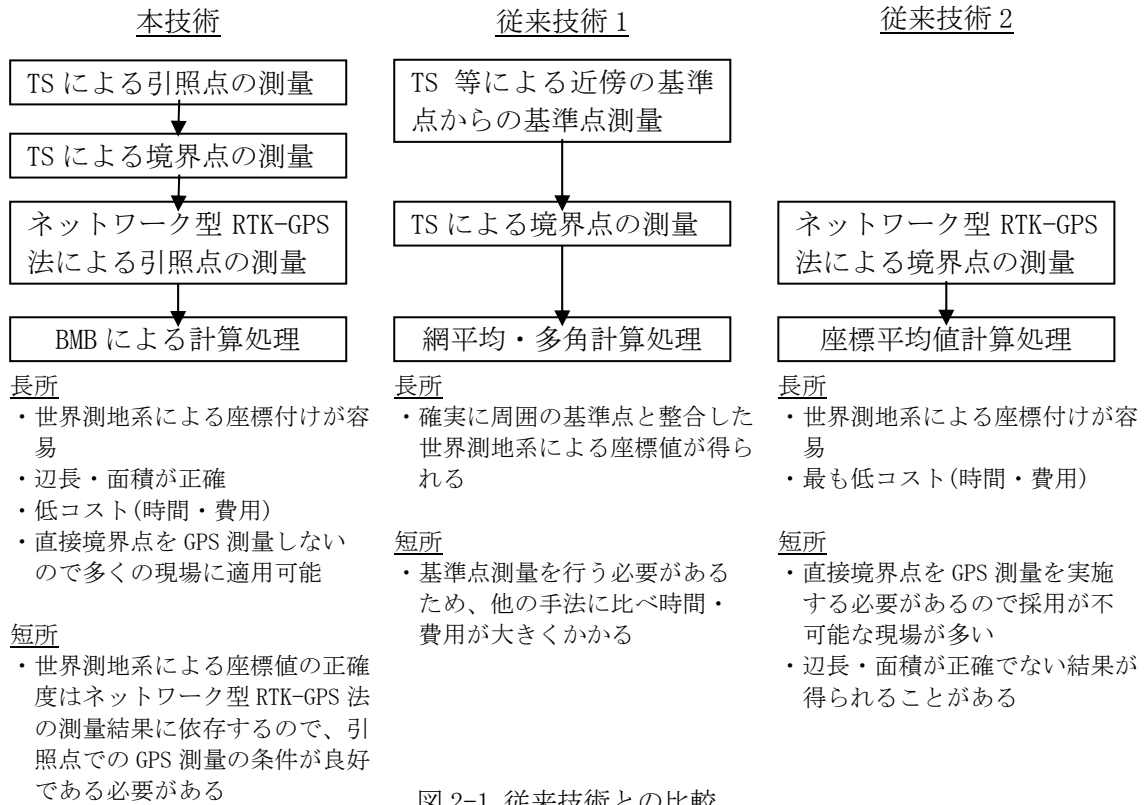 本技術
TSによる引照点の測量
TSによる境界点の測量
ネットワーク型 RTK-GPS
法による引照点の測量
BMBによる計算処理
長所
・世界測地系による座標付けが容
易
・辺長・面積が正確
・低コスト(時間・費用)
・直接境界点を GPS 測量しない
ので多くの現場に適用可能
短所
・世界測地系による座標値の正確
度はネットワーク型 RTK-GPS 法
の測量結果に依存するので、引
照点での GPS 測量の条件が良好
である必要がある
従来技術 1
TS 等による近傍の基準
点からの基準点測量
TSによる境界点の測量
網平均・多角計算処理
長所
・確実に周囲の基準点と整合した
世界測地系による座標値が得ら
れる
短所
・基準点測量を行う必要がある
ため、他の手法に比べ時間・
費用が大きくかかる
従来技術 2
ネットワーク型 RTK-GPS
法による境界点の測量
座標平均値計算処理
長所
・世界測地系による座標付けが容
易
・最も低コスト(時間・費用)
短所
・直接境界点を GPS 測量を実施
する必要があるので採用が不
可能な現場が多い
・辺長・面積が正確でない結果が
得られることがある
図 2-1 従来技術との比較